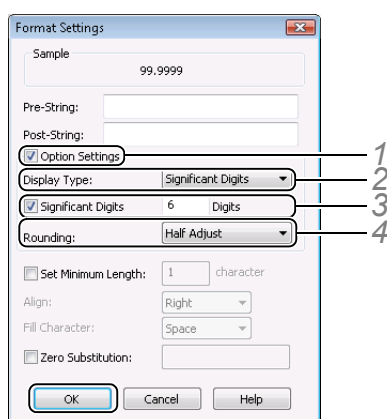 Format Settings
Sample
99.9999
Pre-String:
Post-String:
Option Settings 1
Display Type: Significant Digits 2
Significant Digits 6 Digits 3
Rounding: Half Adjust 4
Set Minimum Length: 1 character
Align: Right
Fill Character: Space
Zero Substitution:
OK Cancel Help